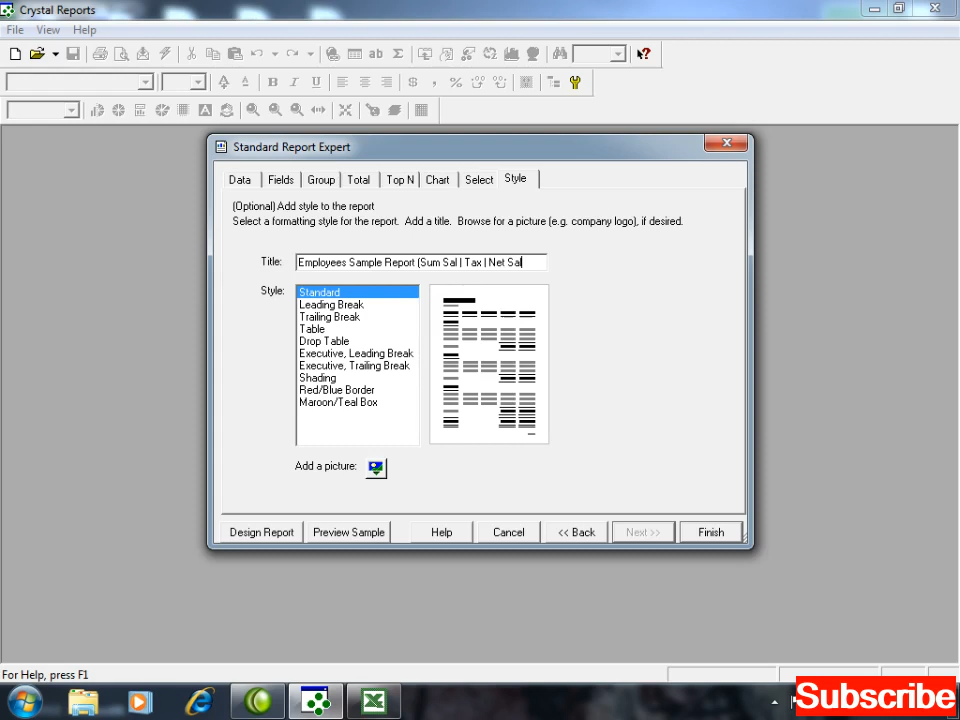 Crystal Reports
File View Help
Standard Report Expert
Data Fields Group Total Top N Chart Select Style
(Optional) Add style to the report
Select a formatting style for the report. Add a title. Browse for a picture (e.g. company logo), if desired.
Title: Employees Sample Report (Sum Sal | Tax | Net Sal
Style: Standard
Leading Break
Trailing Break
Table
Drop Table
Executive, Leading Break
Executive, Trailing Break
Shading
Red/Blue Border
Maroon/Teal Box
Add a picture:
Design Report Preview Sample Help Cancel << Back Next >> Finish
For Help, press F1
Subscribe